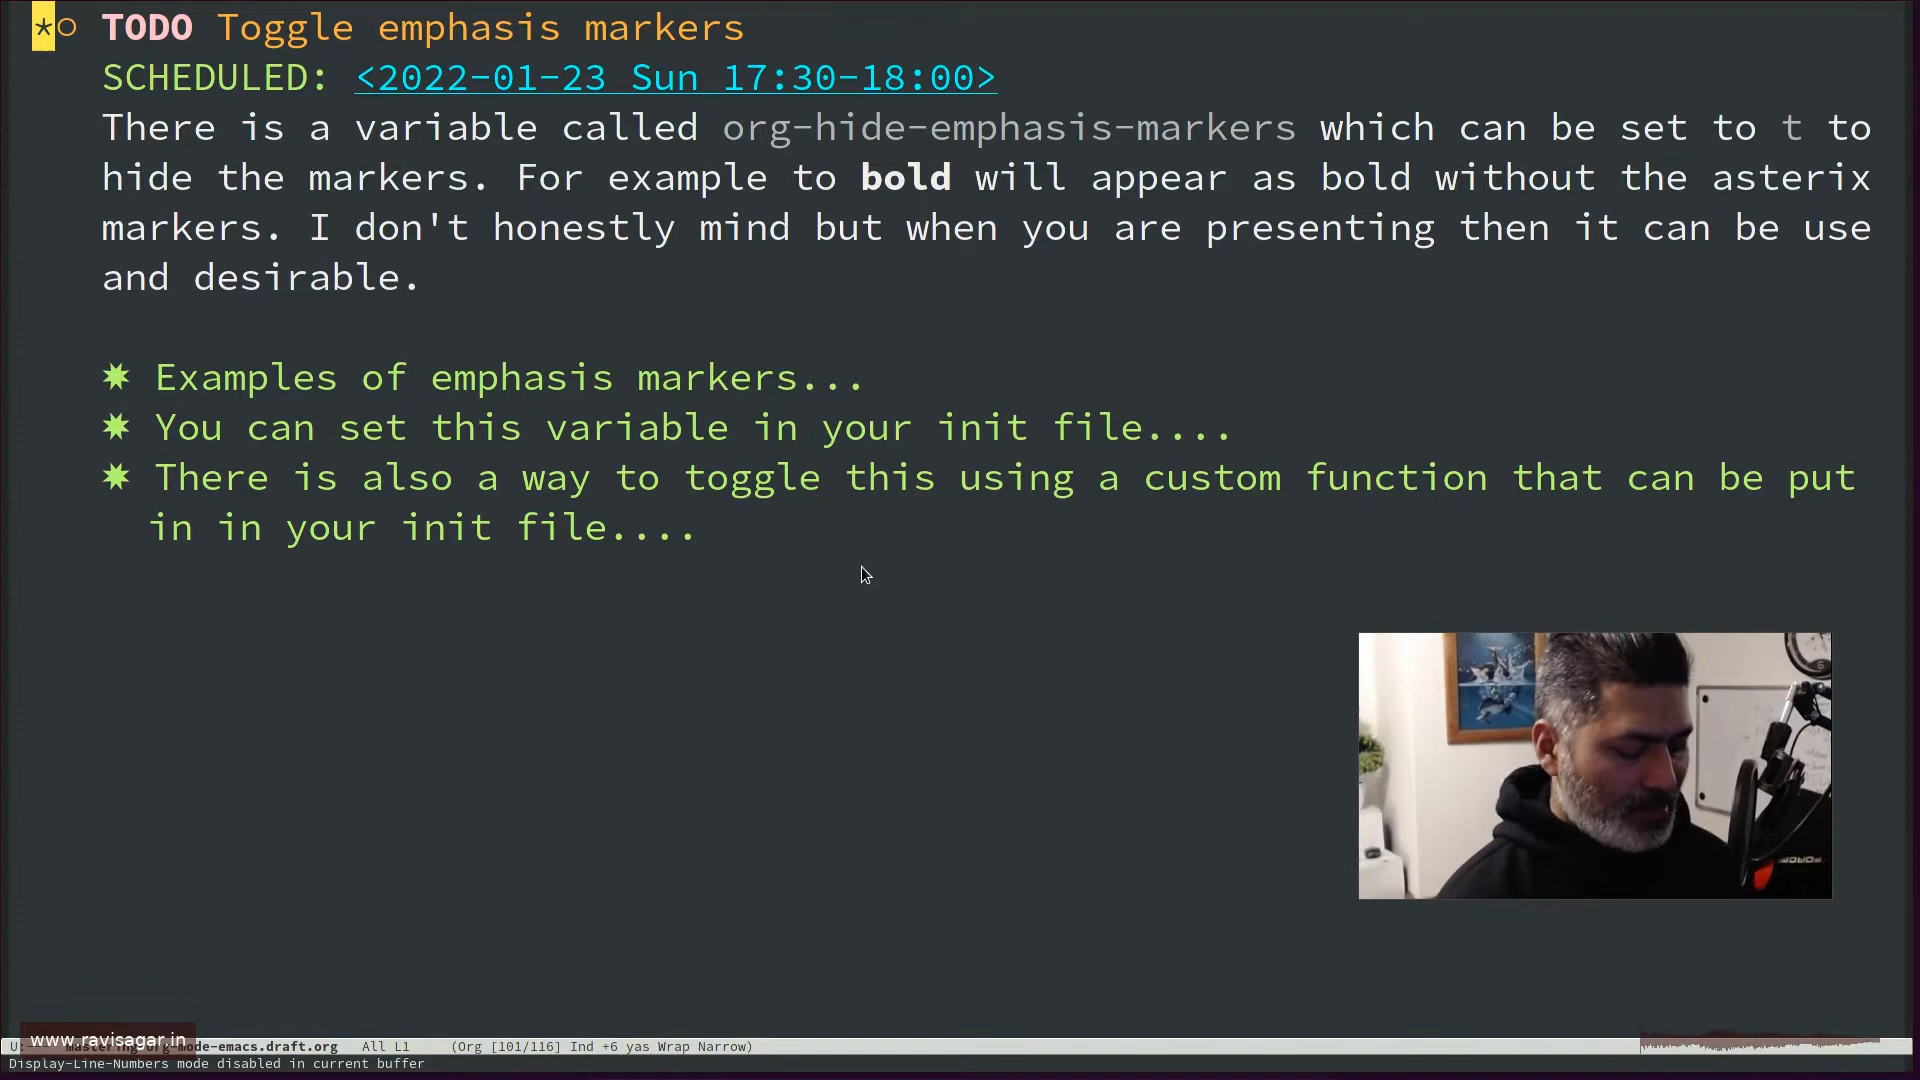 *○ TODO Toggle emphasis markers
SCHEDULED: <2022-01-23 Sun 17:30-18:00>
There is a variable called org-hide-emphasis-markers which can be set to t to
hide the markers. For example to bold will appear as bold without the asterix
markers. I don't honestly mind but when you are presenting then it can be use
and desirable.
✸ Examples of emphasis markers...
✸ You can set this variable in your init file....
✸ There is also a way to toggle this using a custom function that can be put
in in your init file....
www.ravisagar.in
mastering-org-mode-emacs.draft.org All L1 (Org [101/116] Ind +6 yas Wrap Narrow)
Display-Line-Numbers mode disabled in current buffer